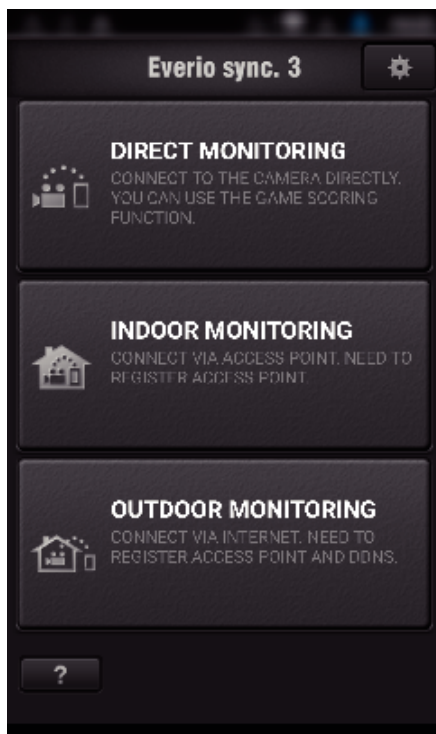 Everio sync. 3
DIRECT MONITORING
CONNECT TO THE CAMERA DIRECTLY.
YOU CAN USE THE GAME SCORING
FUNCTION.
INDOOR MONITORING
CONNECT VIA ACCESS POINT. NEED TO
REGISTER ACCESS POINT.
OUTDOOR MONITORING
CONNECT VIA INTERNET. NEED TO
REGISTER ACCESS POINT AND DDNS.
?